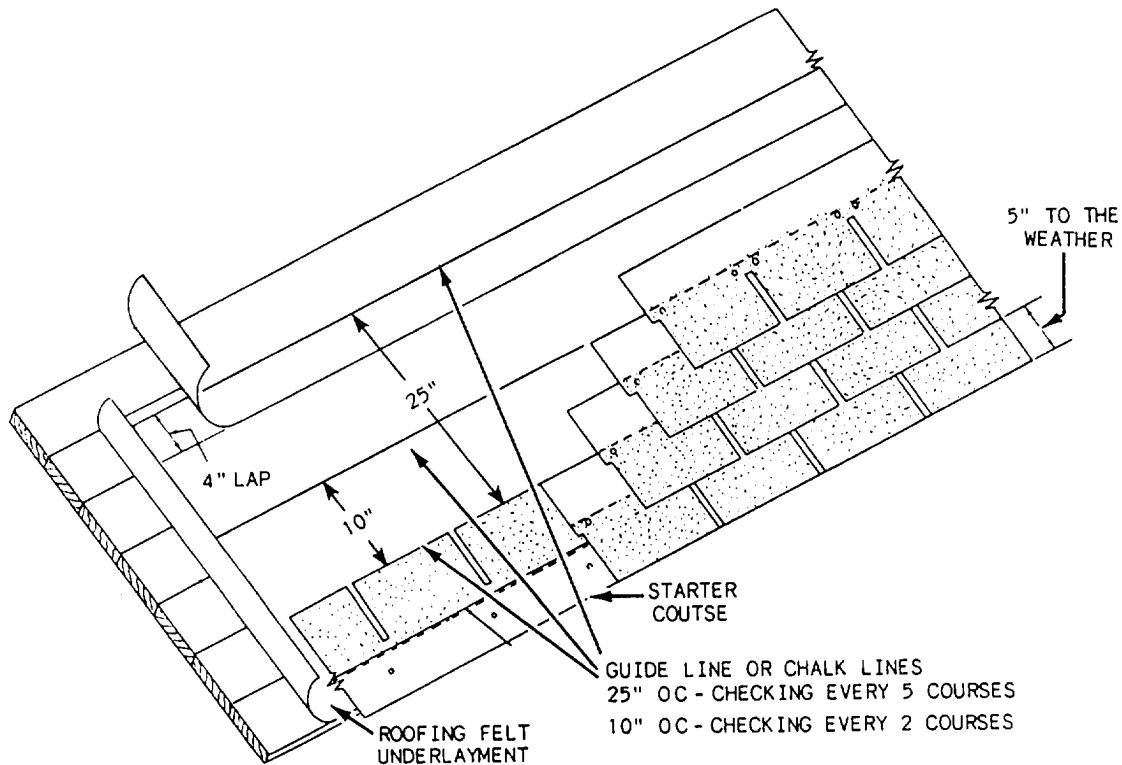 5" TO THE
WEATHER
25"
4" LAP
10"
STARTER
COUTSE
GUIDE LINE OR CHALK LINES
25" OC - CHECKING EVERY 5 COURSES
10" OC - CHECKING EVERY 2 COURSES
ROOFING FELT
UNDERLAYMENT